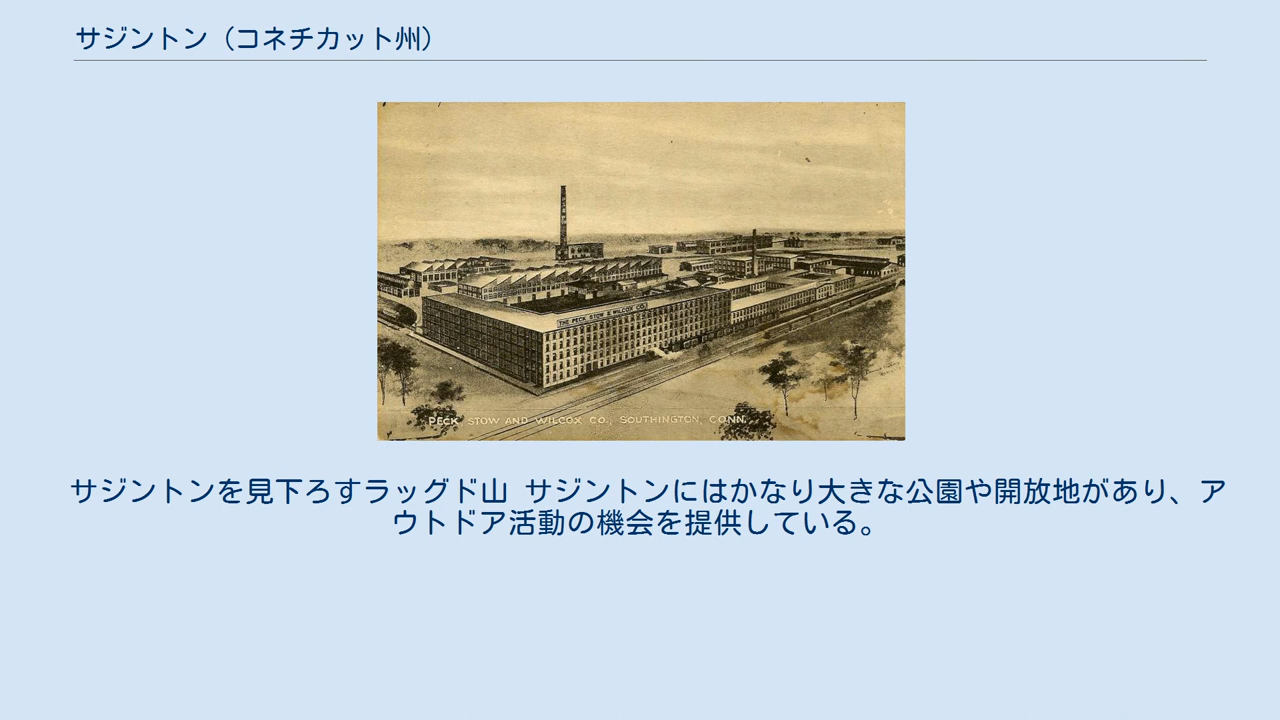 サジントン（コネチカット州）
THE PECK STOW & WILCOX CO.
PECK STOW AND WILCOX CO., SOUTHINGTON, CONN.
サジントンを見下ろすラッグド山 サジントンにはかなり大きな公園や開放地があり、ア
ウトドア活動の機会を提供している。